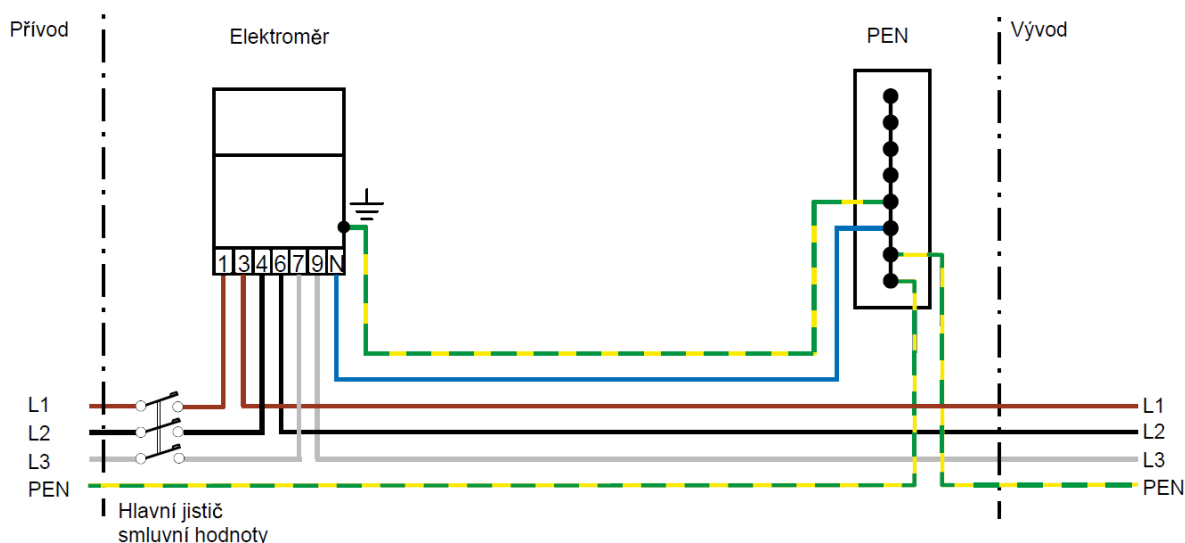 Přívod
Elektroměr
PEN
Vývod
1 3 4 6 7 9 N
L1
L2
L3
PEN
L1
L2
L3
PEN
Hlavní jistič
smluvní hodnoty